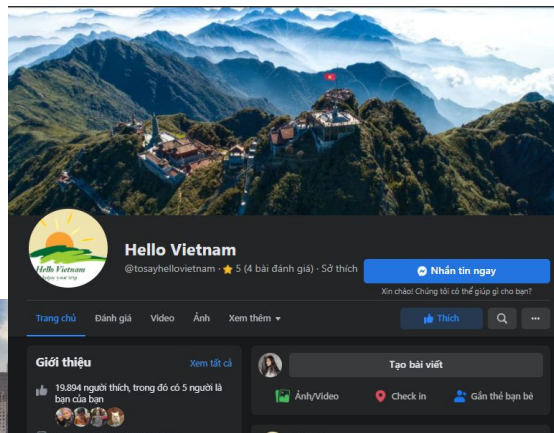 Hello Vietnam
Hello Vietnam
@tosayhellovietnam · 5 (4 bài đánh giá) · Sở thích
Nhắn tin ngay
Xin chào! Chúng tôi có thể giúp gì cho bạn?
Trang chủ Đánh giá Video Ảnh Xem thêm
Thích
Giới thiệu Xem tất cả
19.894 người thích, trong đó có 5 người là
bạn của bạn
Tạo bài viết
Ảnh/Video Check in Gắn thẻ bạn bè